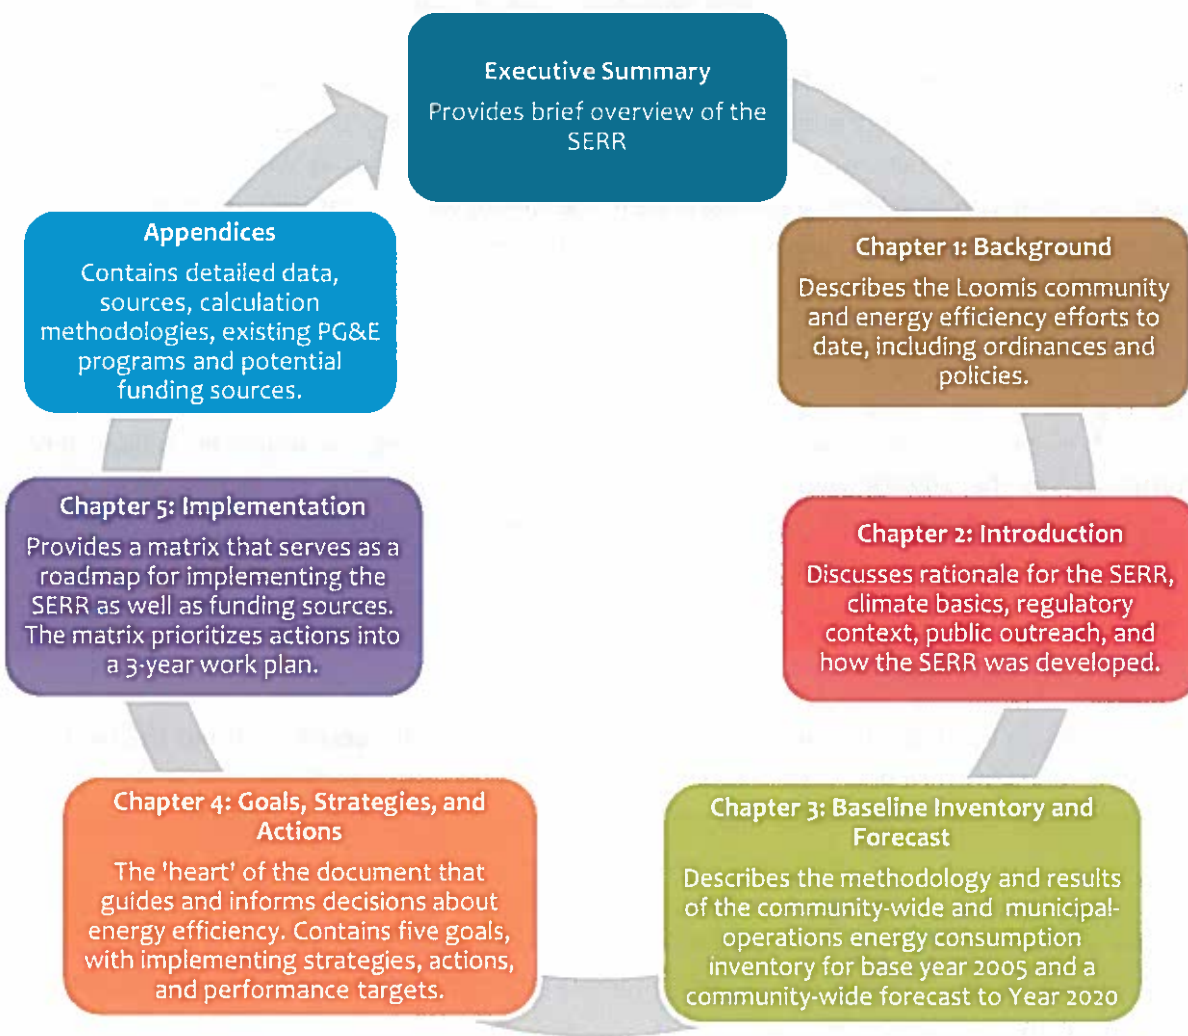 Executive Summary
Provides brief overview of the
SERR
Chapter 1: Background
Describes the Loomis community
and energy efficiency efforts to
date, including ordinances and
policies.
Chapter 2: Introduction
Discusses rationale for the SERR,
climate basics, regulatory
context, public outreach, and
how the SERR was developed.
Chapter 3: Baseline Inventory and
Forecast
Describes the methodology and results
of the community-wide and municipal-
operations energy consumption
inventory for base year 2005 and a
community-wide forecast to Year 2020
Chapter 4: Goals, Strategies, and
Actions
The 'heart' of the document that
guides and informs decisions about
energy efficiency. Contains five goals,
with implementing strategies, actions,
and performance targets.
Chapter 5: Implementation
Provides a matrix that serves as a
roadmap for implementing the
SERR as well as funding sources.
The matrix prioritizes actions into
a 3-year work plan.
Appendices
Contains detailed data,
sources, calculation
methodologies, existing PG&E
programs and potential
funding sources.